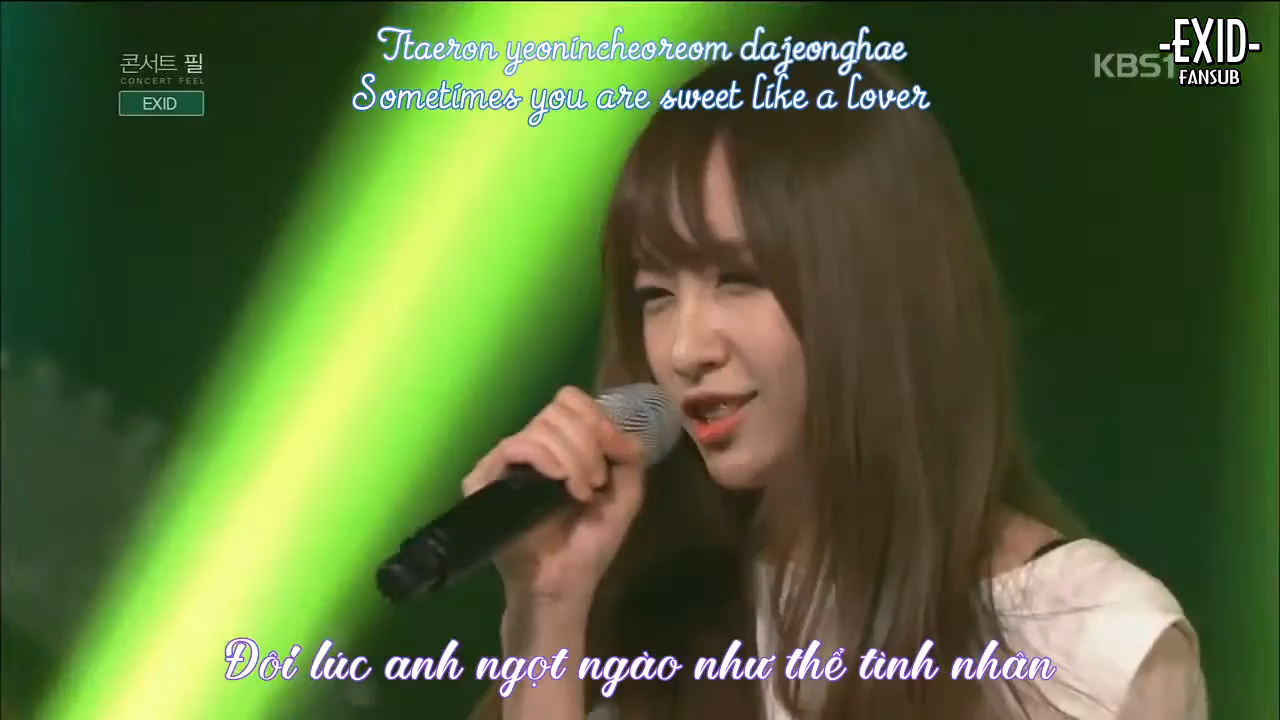 Ttaeron yeonincheoreom dajeonghae
Sometimes you are sweet like a lover
콘서트 필
CONCERT FEEL
EXID
KBS1
-EXID-
FANSUB
Đôi lúc anh ngọt ngào như thể tình nhân